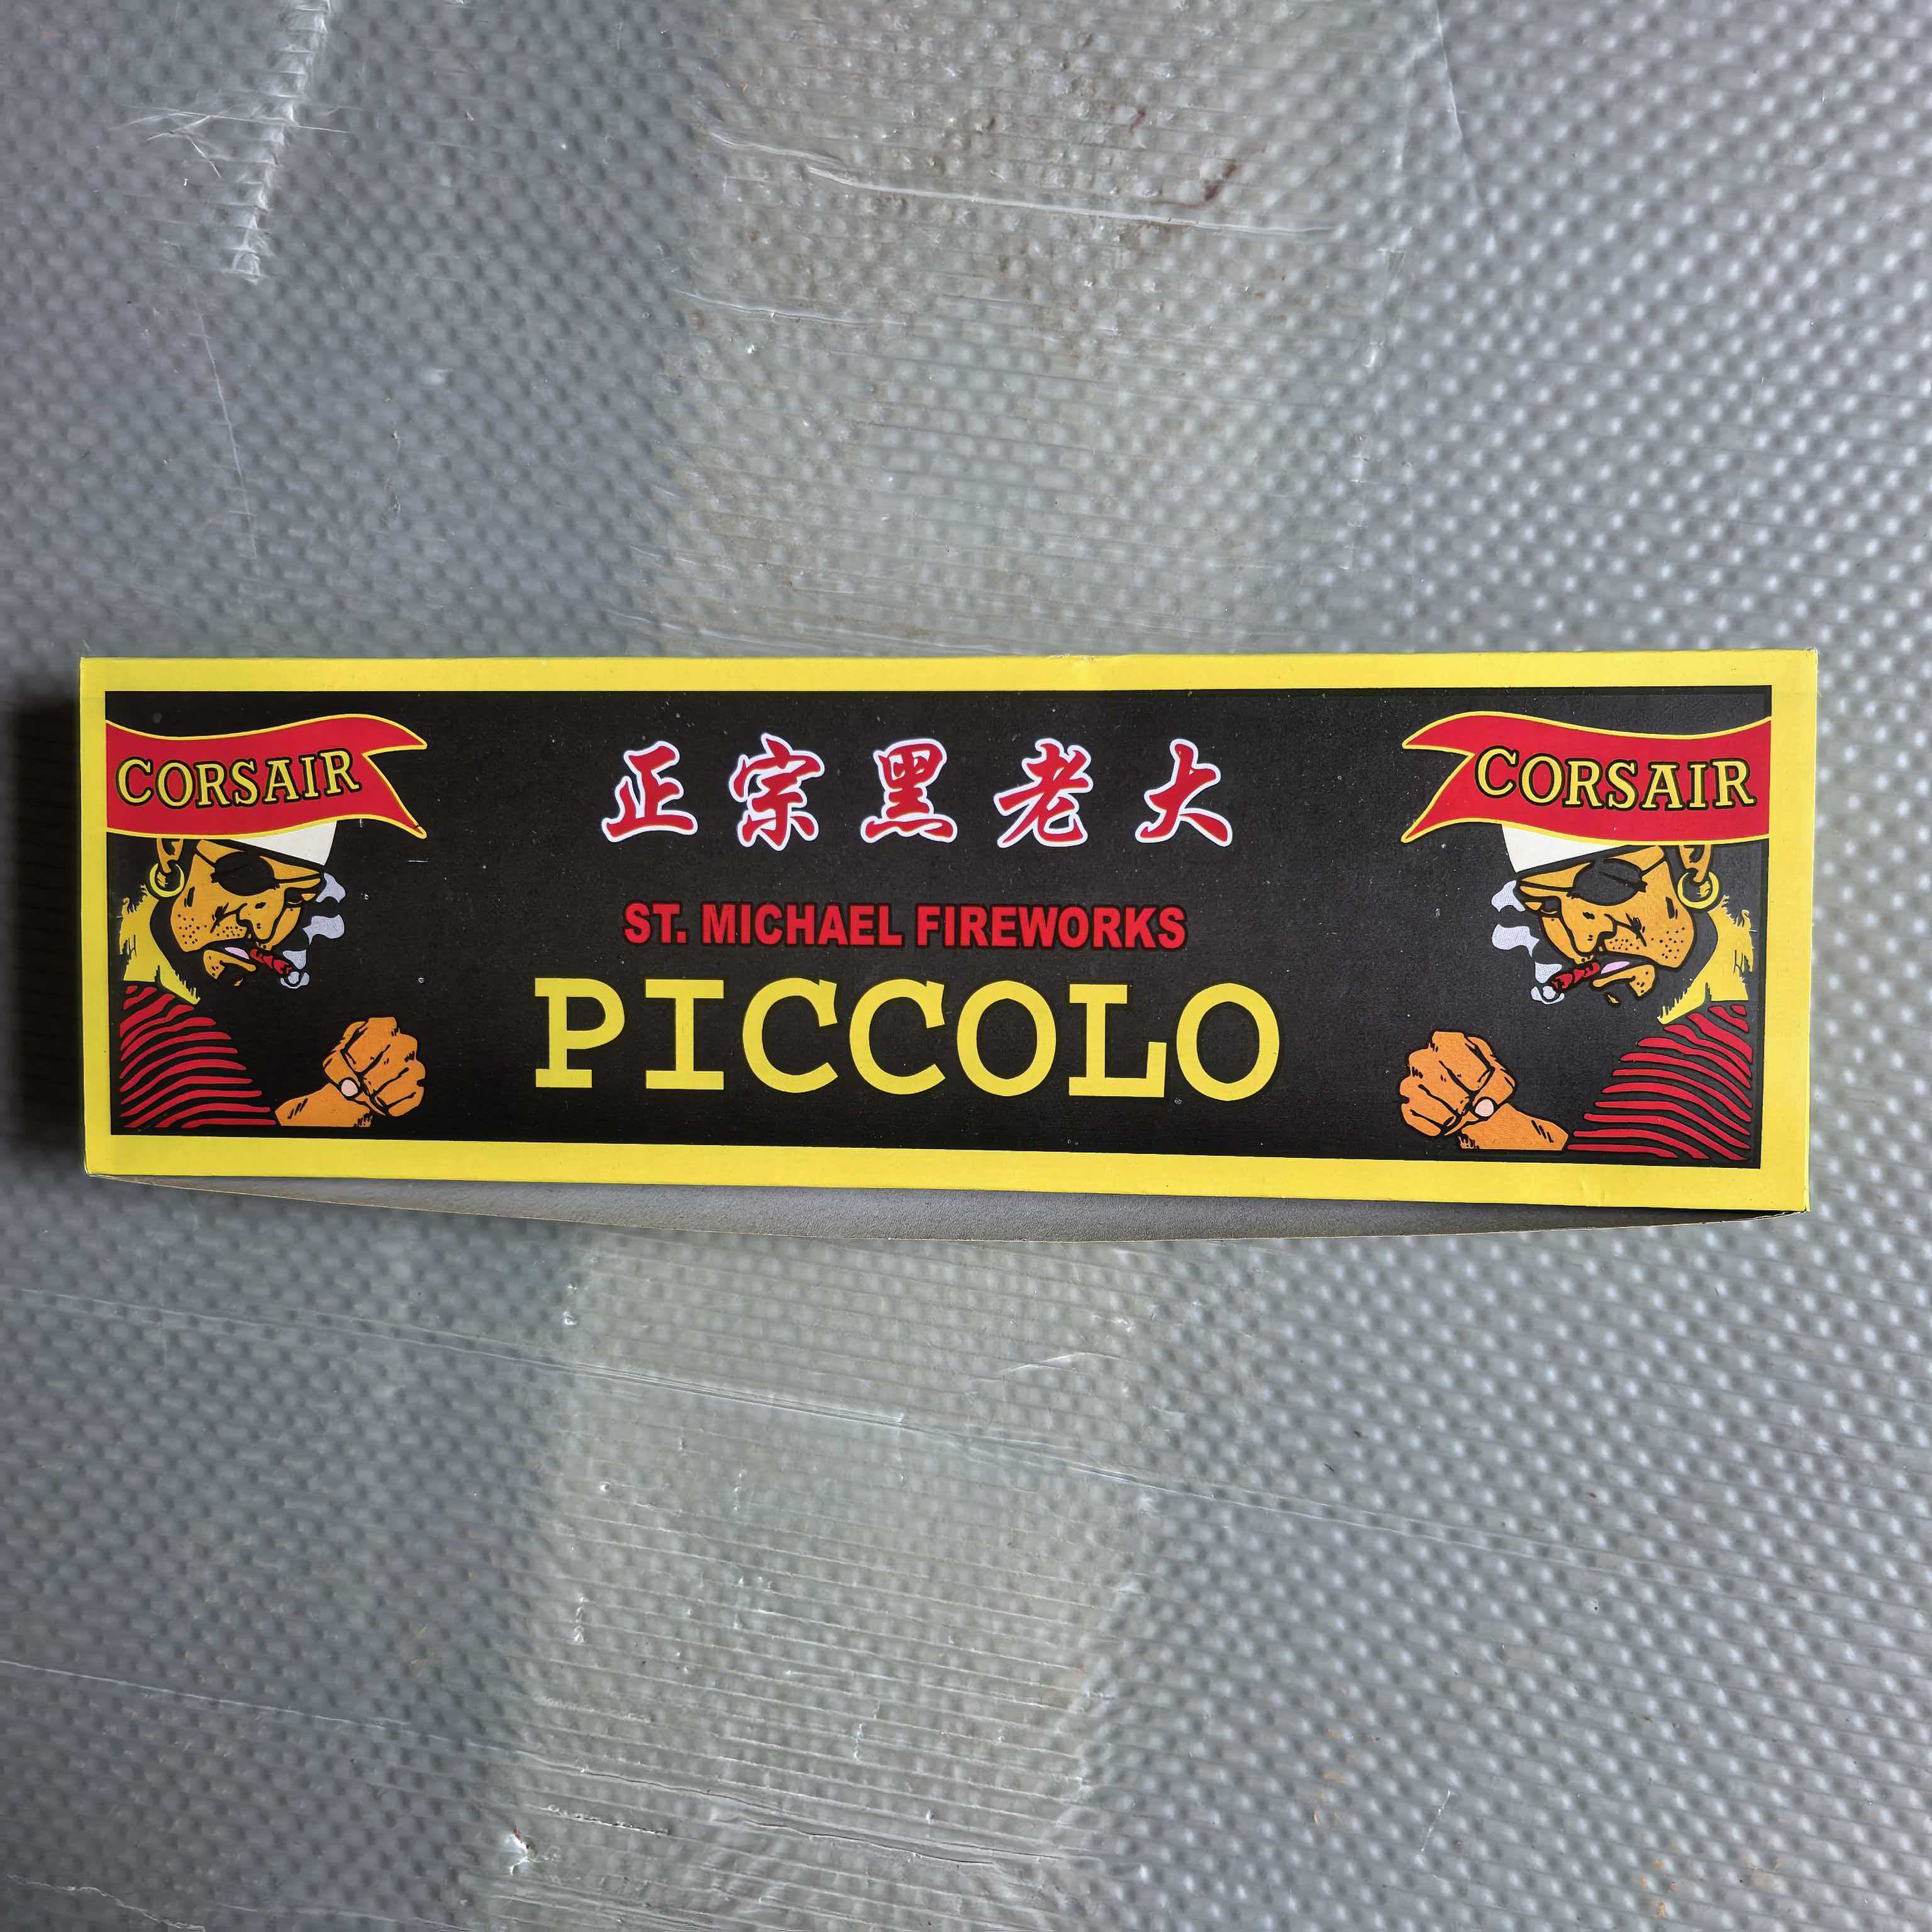 CORSAIR
正宗黑老大
CORSAIR
ST. MICHAEL FIREWORKS
PICCOLO